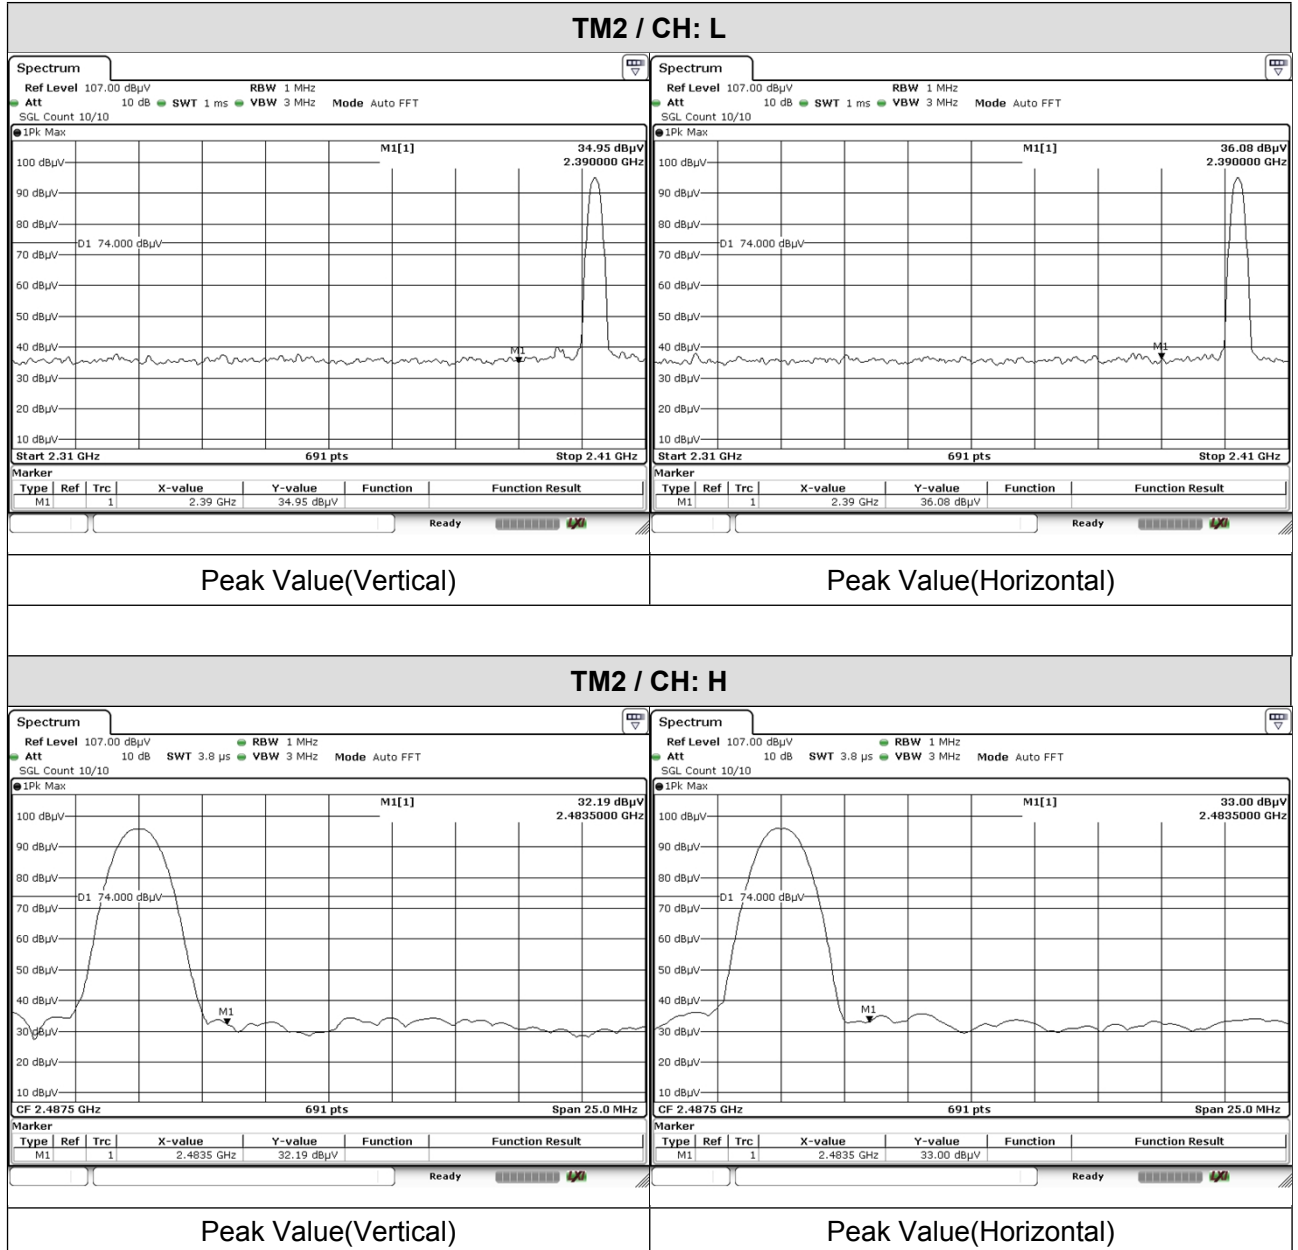 TM2 / CH: L
Spectrum
Ref Level 107.00 dBµV RBW 1 MHz
Att 10 dB SWT 1 ms VBW 3 MHz Mode Auto FFT
SGL Count 10/10
1Pk Max
M1[1] 34.95 dBµV
2.390000 GHz
100 dBµV
90 dBµV
80 dBµV
D1 74.000 dBµV
70 dBµV
60 dBµV
50 dBµV
40 dBµV
M1
30 dBµV
20 dBµV
10 dBµV
Start 2.31 GHz 691 pts Stop 2.41 GHz
Marker
Type Ref Trc X-value Y-value Function Function Result
M1 1 2.39 GHz 34.95 dBµV
Ready LXI
Spectrum
Ref Level 107.00 dBµV RBW 1 MHz
Att 10 dB SWT 1 ms VBW 3 MHz Mode Auto FFT
SGL Count 10/10
1Pk Max
M1[1] 36.08 dBµV
2.390000 GHz
100 dBµV
90 dBµV
80 dBµV
D1 74.000 dBµV
70 dBµV
60 dBµV
50 dBµV
40 dBµV
M1
30 dBµV
20 dBµV
10 dBµV
Start 2.31 GHz 691 pts Stop 2.41 GHz
Marker
Type Ref Trc X-value Y-value Function Function Result
M1 1 2.39 GHz 36.08 dBµV
Ready LXI
Peak Value(Vertical) Peak Value(Horizontal)
TM2 / CH: H
Spectrum
Ref Level 107.00 dBµV RBW 1 MHz
Att 10 dB SWT 3.8 µs VBW 3 MHz Mode Auto FFT
SGL Count 10/10
1Pk Max
M1[1] 32.19 dBµV
2.4835000 GHz
100 dBµV
90 dBµV
80 dBµV
D1 74.000 dBµV
70 dBµV
60 dBµV
50 dBµV
40 dBµV
M1
30 dBµV
20 dBµV
10 dBµV
CF 2.4875 GHz 691 pts Span 25.0 MHz
Marker
Type Ref Trc X-value Y-value Function Function Result
M1 1 2.4835 GHz 32.19 dBµV
Ready LXI
Spectrum
Ref Level 107.00 dBµV RBW 1 MHz
Att 10 dB SWT 3.8 µs VBW 3 MHz Mode Auto FFT
SGL Count 10/10
1Pk Max
M1[1] 33.00 dBµV
2.4835000 GHz
100 dBµV
90 dBµV
80 dBµV
D1 74.000 dBµV
70 dBµV
60 dBµV
50 dBµV
40 dBµV
M1
30 dBµV
20 dBµV
10 dBµV
CF 2.4875 GHz 691 pts Span 25.0 MHz
Marker
Type Ref Trc X-value Y-value Function Function Result
M1 1 2.4835 GHz 33.00 dBµV
Ready LXI
Peak Value(Vertical) Peak Value(Horizontal)